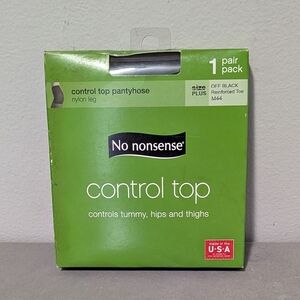 1 pair
pack
control top pantyhose
nylon leg
size
PLUS
OFF BLACK
Reinforced Toe
M44
No nonsense®
control top
controls tummy, hips and thighs
made in the
U·S·A